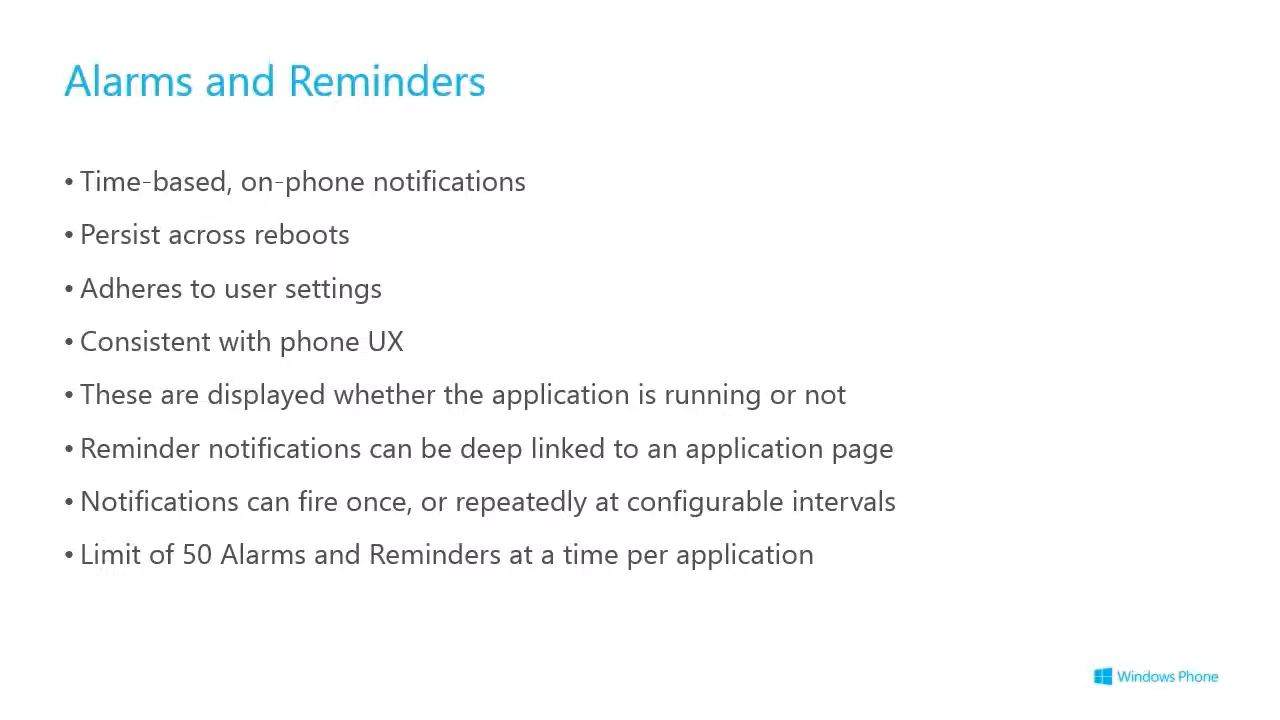 Alarms and Reminders
• Time-based, on-phone notifications
• Persist across reboots
• Adheres to user settings
• Consistent with phone UX
• These are displayed whether the application is running or not
• Reminder notifications can be deep linked to an application page
• Notifications can fire once, or repeatedly at configurable intervals
• Limit of 50 Alarms and Reminders at a time per application
Windows Phone